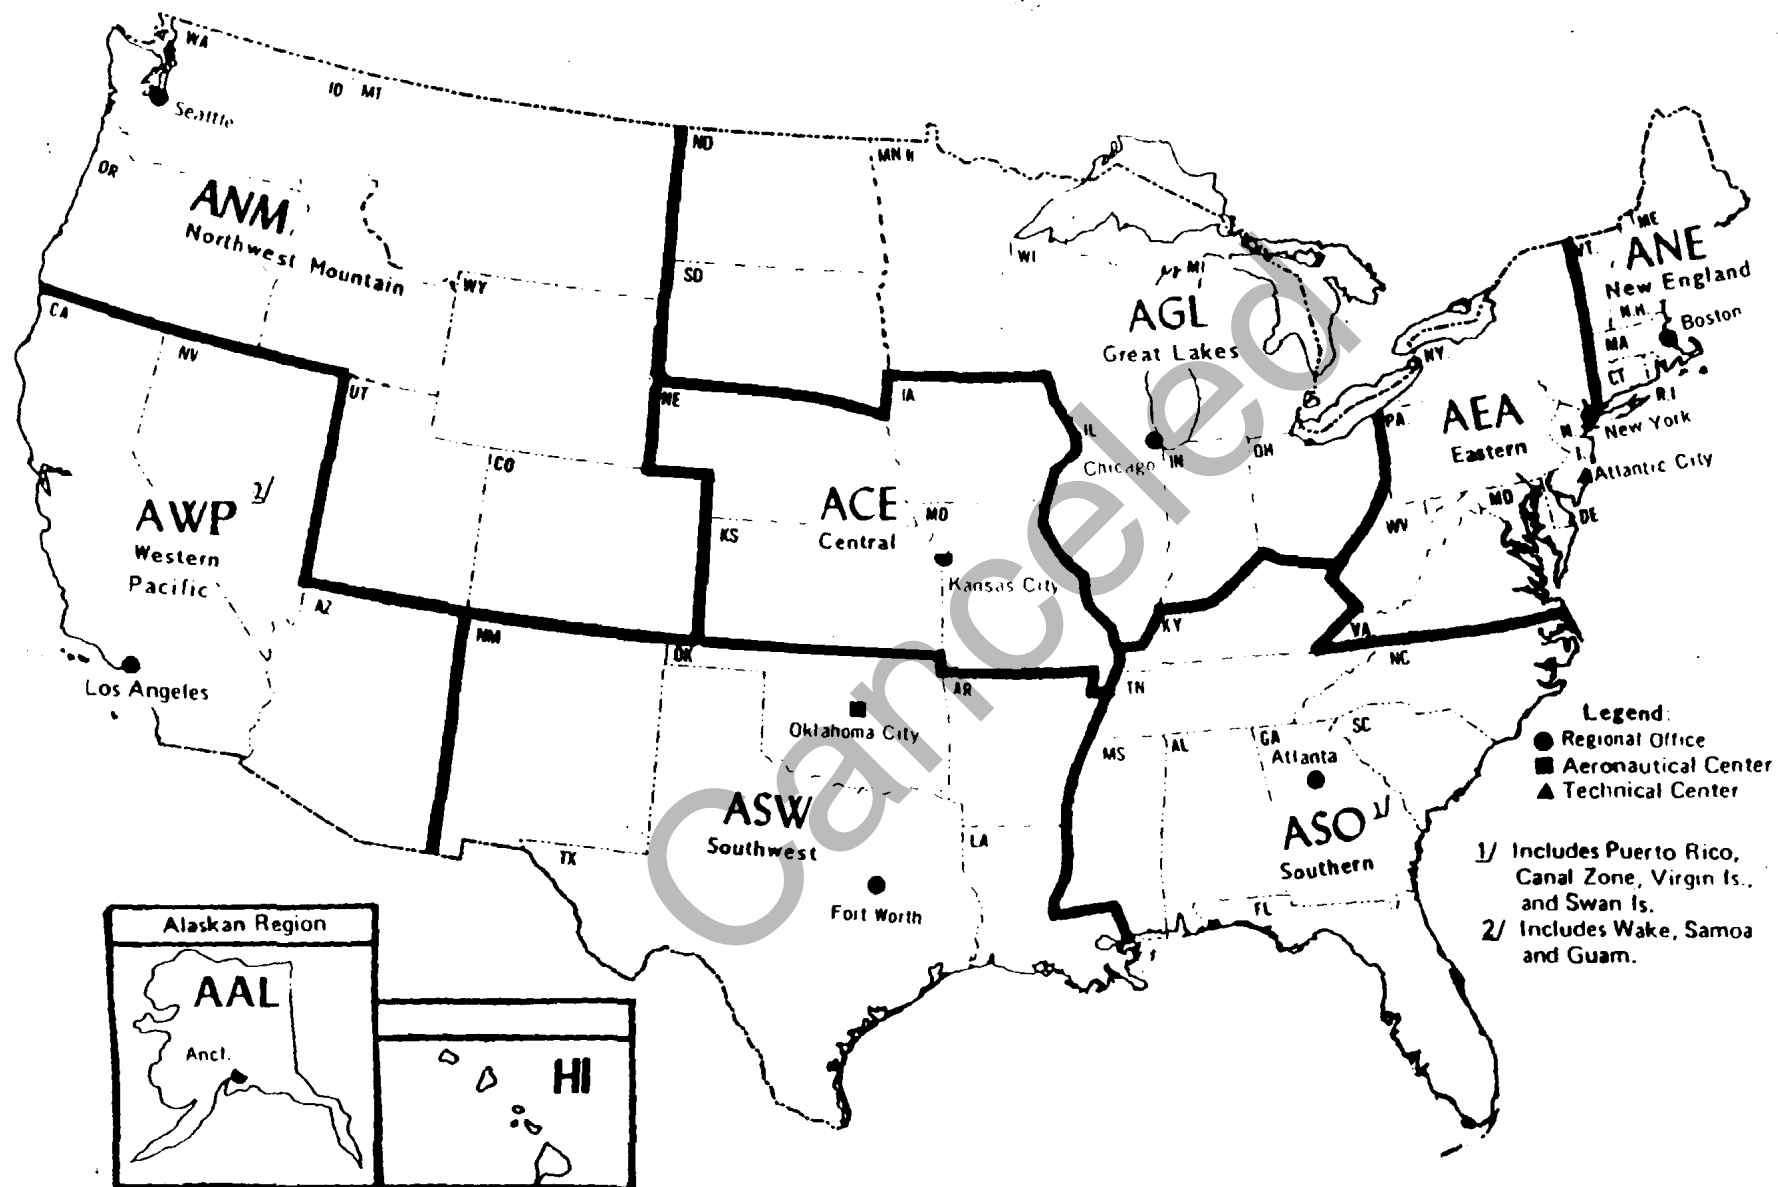 WA
ID MT
Seattle
OR
ANM
Northwest Mountain
WY
CA
NV
UT
CO
AWP 2/
Western
Pacific
AZ
Los Angeles
NM
ND
MN
SD
NE
IA
KS
ACE
Central
MO
Kansas City
OK
AR
Oklahoma City
ASW
Southwest
TX
LA
Fort Worth
WI
MI
AGL
Great Lakes
IL
Chicago
IN
OH
KY
TN
MS
AL
GA
SC
NC
Atlanta
ASO 1/
Southern
FL
ME
VT
ANE
New England
N.H.
Boston
MA
CT
R.I
NY
PA
AEA
Eastern
New York
Atlantic City
MD
DE
WV
VA
Legend:
Regional Office
Aeronautical Center
Technical Center
1/ Includes Puerto Rico,
Canal Zone, Virgin Is.,
and Swan Is.
2/ Includes Wake, Samoa
and Guam.
Alaskan Region
AAL
Anct.
HI
Canceled